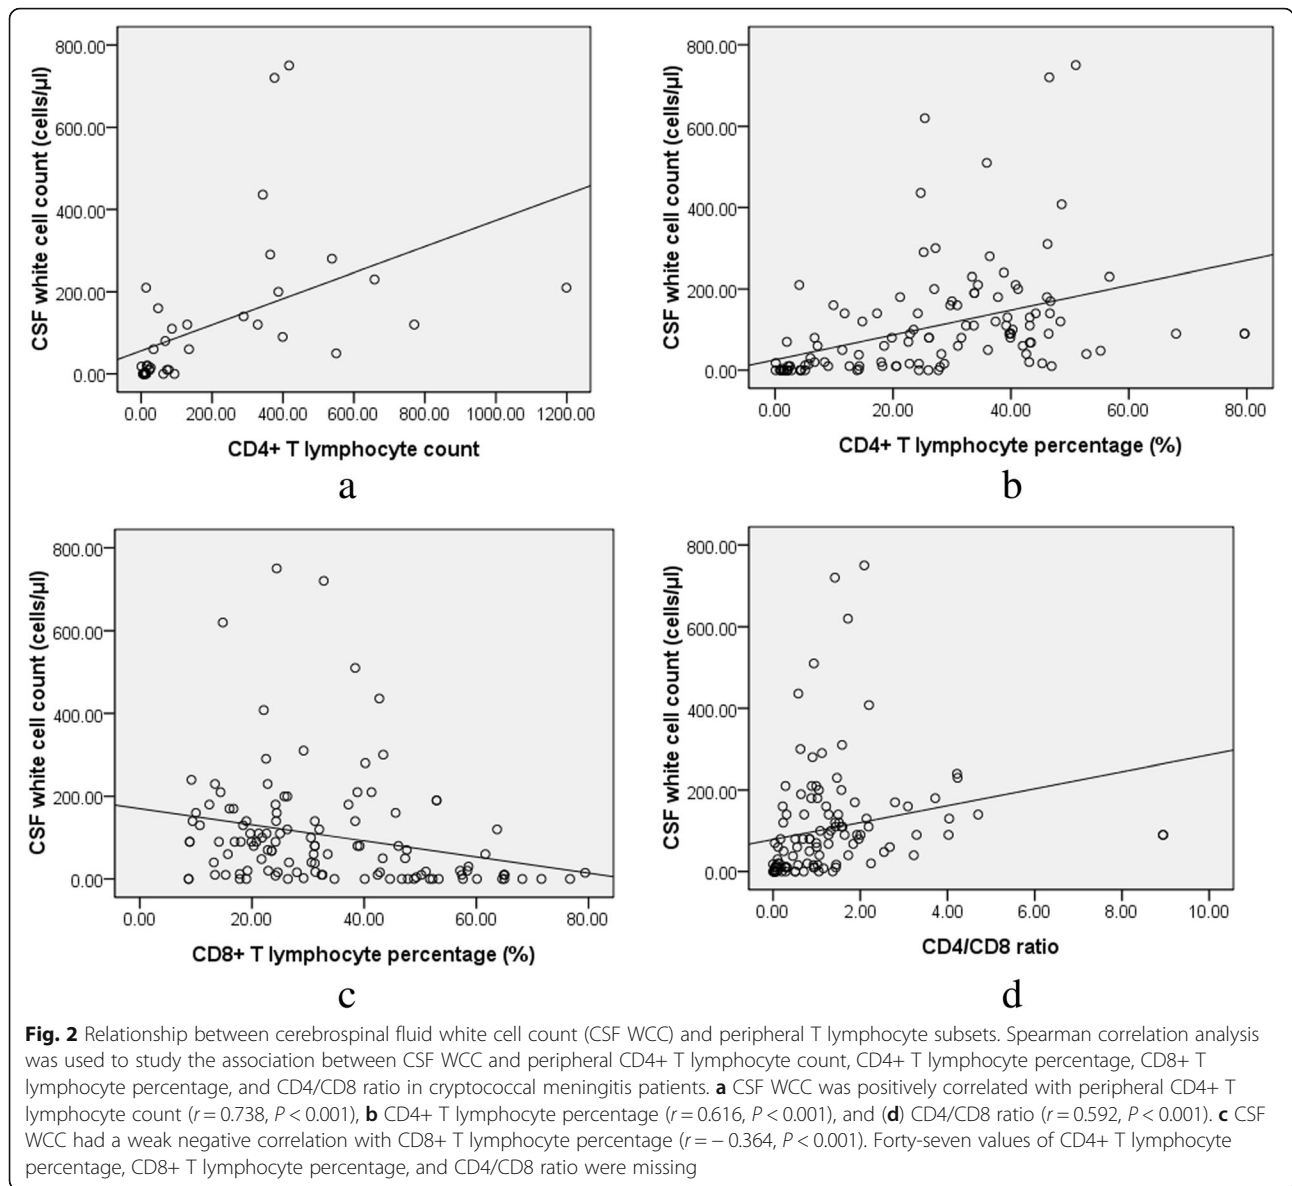 800.00
600.00
400.00
200.00
0.00
CSF white cell count (cells/µl)
0.00 200.00 400.00 600.00 800.00 1000.00 1200.00
CD4+ T lymphocyte count
a
800.00
600.00
400.00
200.00
0.00
CSF white cell count (cells/µl)
0.00 20.00 40.00 60.00 80.00
CD4+ T lymphocyte percentage (%)
b
800.00
600.00
400.00
200.00
0.00
CSF white cell count (cells/µl)
0.00 20.00 40.00 60.00 80.00
CD8+ T lymphocyte percentage (%)
c
800.00
600.00
400.00
200.00
0.00
CSF white cell count (cells/µl)
0.00 2.00 4.00 6.00 8.00 10.00
CD4/CD8 ratio
d
Fig. 2 Relationship between cerebrospinal fluid white cell count (CSF WCC) and peripheral T lymphocyte subsets. Spearman correlation analysis
was used to study the association between CSF WCC and peripheral CD4+ T lymphocyte count, CD4+ T lymphocyte percentage, CD8+ T
lymphocyte percentage, and CD4/CD8 ratio in cryptococcal meningitis patients. a CSF WCC was positively correlated with peripheral CD4+ T
lymphocyte count (r = 0.738, P < 0.001), b CD4+ T lymphocyte percentage (r = 0.616, P < 0.001), and (d) CD4/CD8 ratio (r = 0.592, P < 0.001). c CSF
WCC had a weak negative correlation with CD8+ T lymphocyte percentage (r = − 0.364, P < 0.001). Forty-seven values of CD4+ T lymphocyte
percentage, CD8+ T lymphocyte percentage, and CD4/CD8 ratio were missing